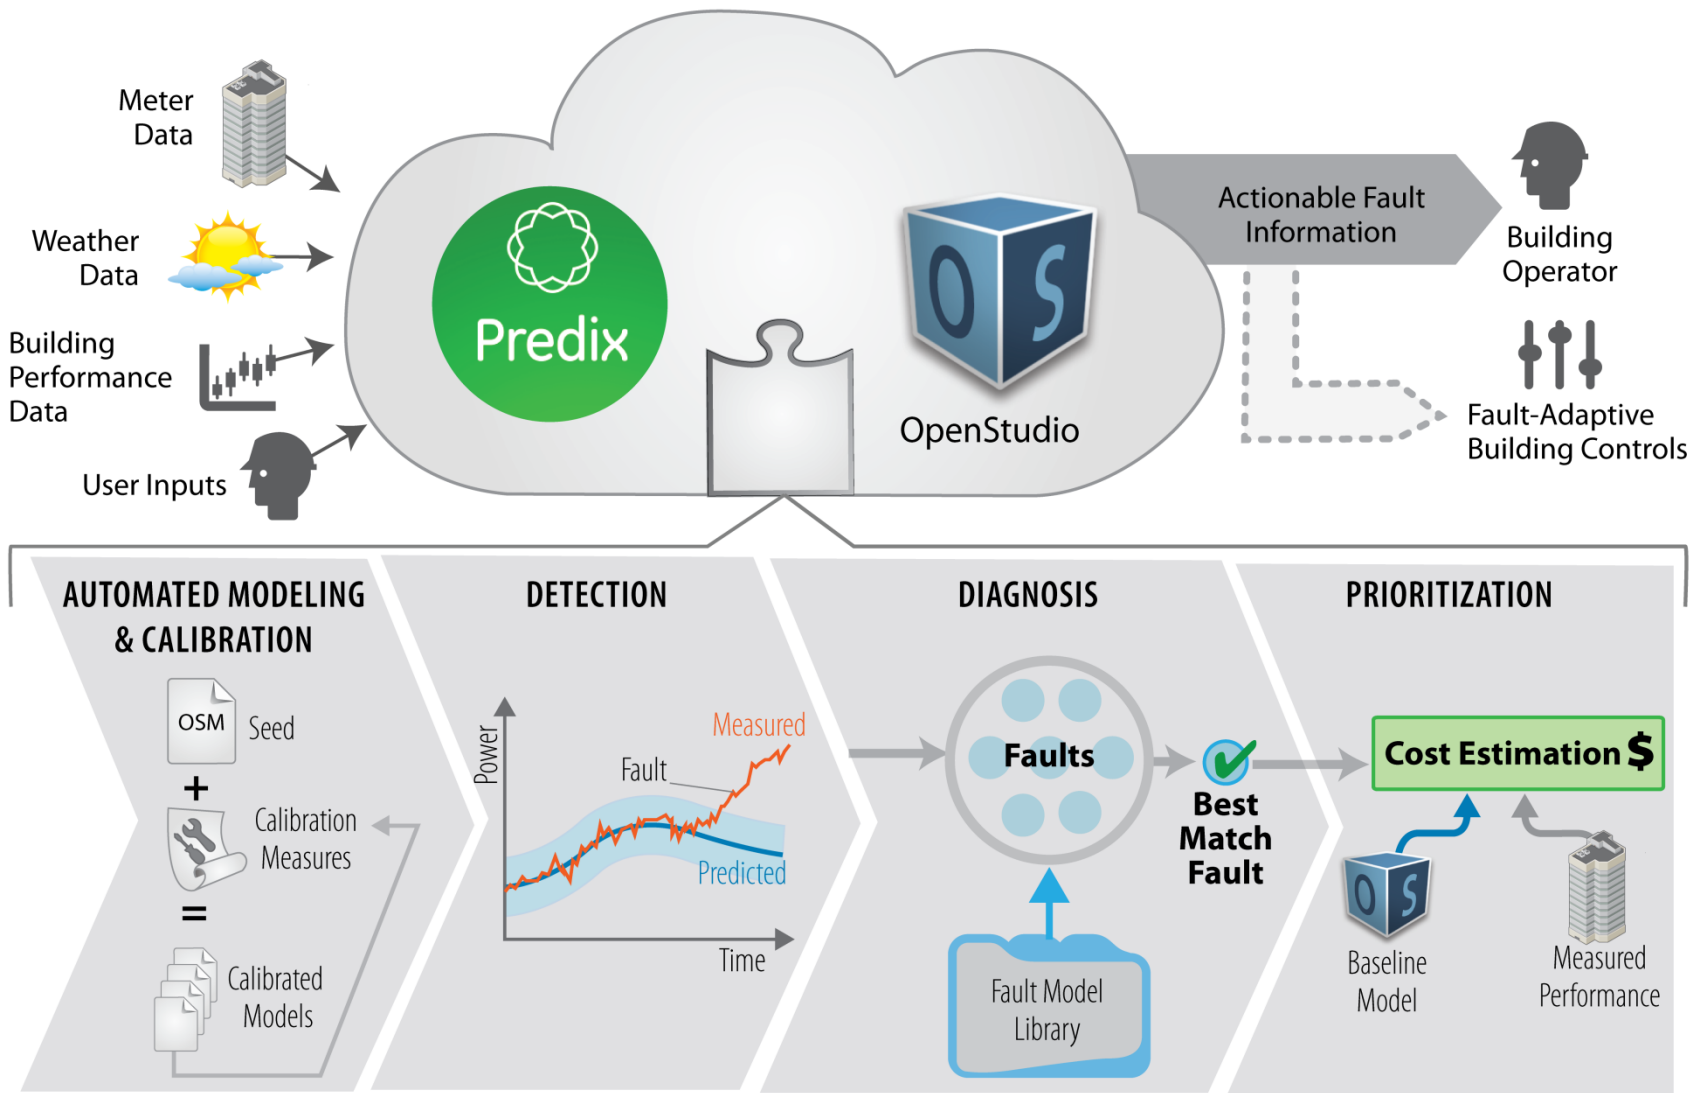 Meter
Data
Weather
Data
Building
Performance
Data
User Inputs
Predix
OS
OpenStudio
Actionable Fault
Information
Building
Operator
Fault-Adaptive
Building Controls
AUTOMATED MODELING
& CALIBRATION
OSM
Seed
+
Calibration
Measures
=
Calibrated
Models
DETECTION
Power
Measured
Fault
Predicted
Time
DIAGNOSIS
Faults
Best
Match
Fault
Fault Model
Library
PRIORITIZATION
Cost Estimation $
OS
Baseline
Model
Measured
Performance